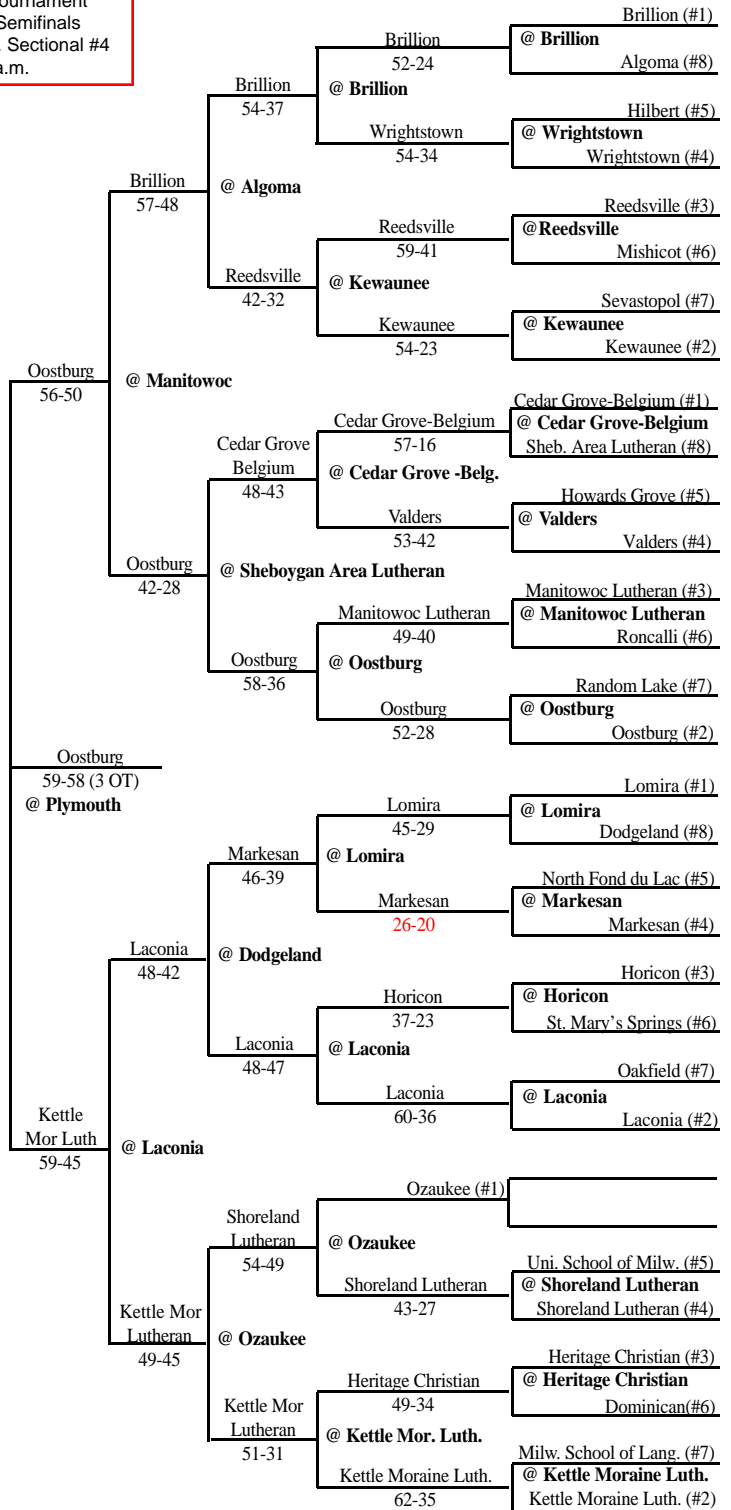 ournament
Semifinals
. Sectional #4
a.m.
Brillion (#1)
Brillion
@ Brillion
52-24
Algoma (#8)
Brillion
@ Brillion
54-37
Hilbert (#5)
Wrightstown
@ Wrightstown
54-34
Wrightstown (#4)
Brillion
@ Algoma
57-48
Reedsville (#3)
Reedsville
@Reedsville
59-41
Mishicot (#6)
Reedsville
@ Kewaunee
42-32
Sevastopol (#7)
Kewaunee
@ Kewaunee
54-23
Kewaunee (#2)
Oostburg
@ Manitowoc
56-50
Cedar Grove-Belgium (#1)
Cedar Grove-Belgium
@ Cedar Grove-Belgium
57-16
Sheb. Area Lutheran (#8)
Cedar Grove
Belgium
@ Cedar Grove -Belg.
48-43
Howards Grove (#5)
Valders
@ Valders
53-42
Valders (#4)
Oostburg
@ Sheboygan Area Lutheran
42-28
Manitowoc Lutheran (#3)
Manitowoc Lutheran
@ Manitowoc Lutheran
49-40
Roncalli (#6)
Oostburg
@ Oostburg
58-36
Random Lake (#7)
Oostburg
@ Oostburg
52-28
Oostburg (#2)
Oostburg
59-58 (3 OT)
@ Plymouth
Lomira (#1)
Lomira
@ Lomira
45-29
Dodgeland (#8)
Markesan
@ Lomira
46-39
North Fond du Lac (#5)
Markesan
@ Markesan
26-20
Markesan (#4)
Laconia
@ Dodgeland
48-42
Horicon (#3)
Horicon
@ Horicon
37-23
St. Mary’s Springs (#6)
Laconia
@ Laconia
48-47
Oakfield (#7)
Laconia
@ Laconia
60-36
Laconia (#2)
Kettle
Mor Luth
@ Laconia
59-45
Ozaukee (#1)
Shoreland
Lutheran
@ Ozaukee
54-49
Uni. School of Milw. (#5)
Shoreland Lutheran
@ Shoreland Lutheran
43-27
Shoreland Lutheran (#4)
Kettle Mor
Lutheran
@ Ozaukee
49-45
Heritage Christian (#3)
Heritage Christian
@ Heritage Christian
49-34
Dominican(#6)
Kettle Mor
Lutheran
@ Kettle Mor. Luth.
51-31
Milw. School of Lang. (#7)
Kettle Moraine Luth.
@ Kettle Moraine Luth.
62-35
Kettle Moraine Luth. (#2)